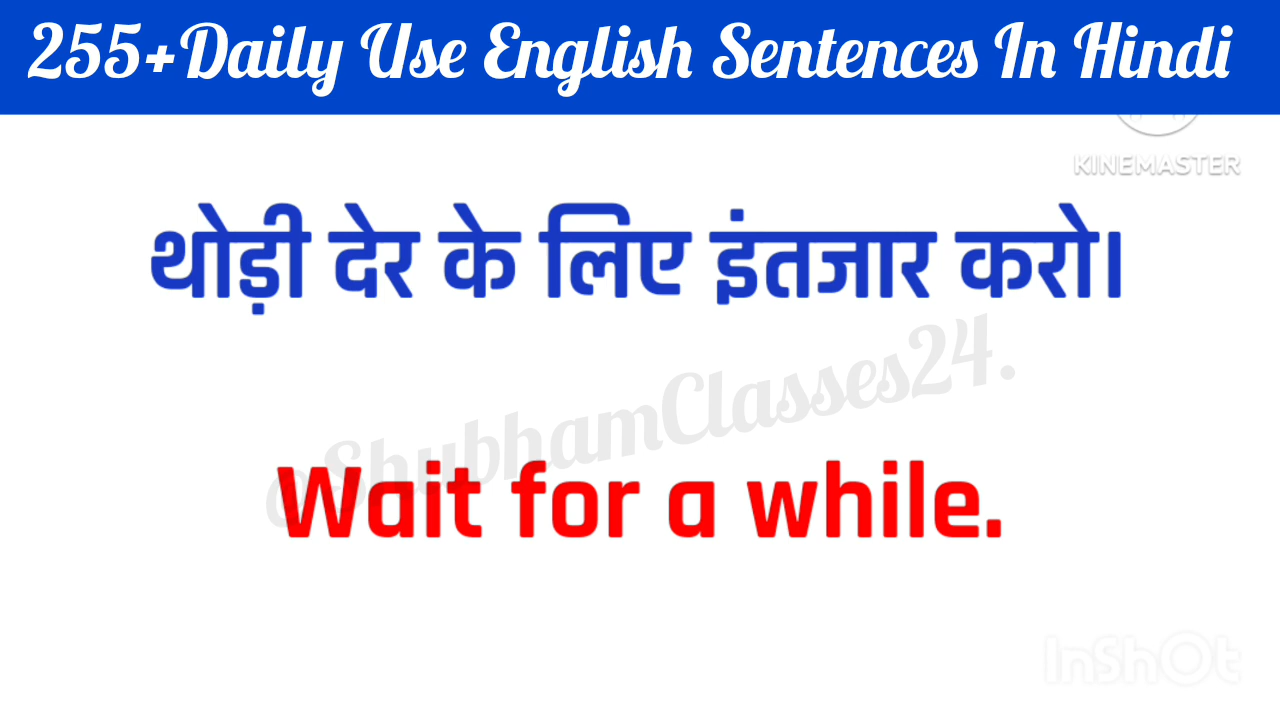 255+Daily Use English Sentences In Hindi
KINEMASTER
थोड़ी देर के लिए इंतजार करो।
@ShubhamClasses24.
Wait for a while.
InShOt